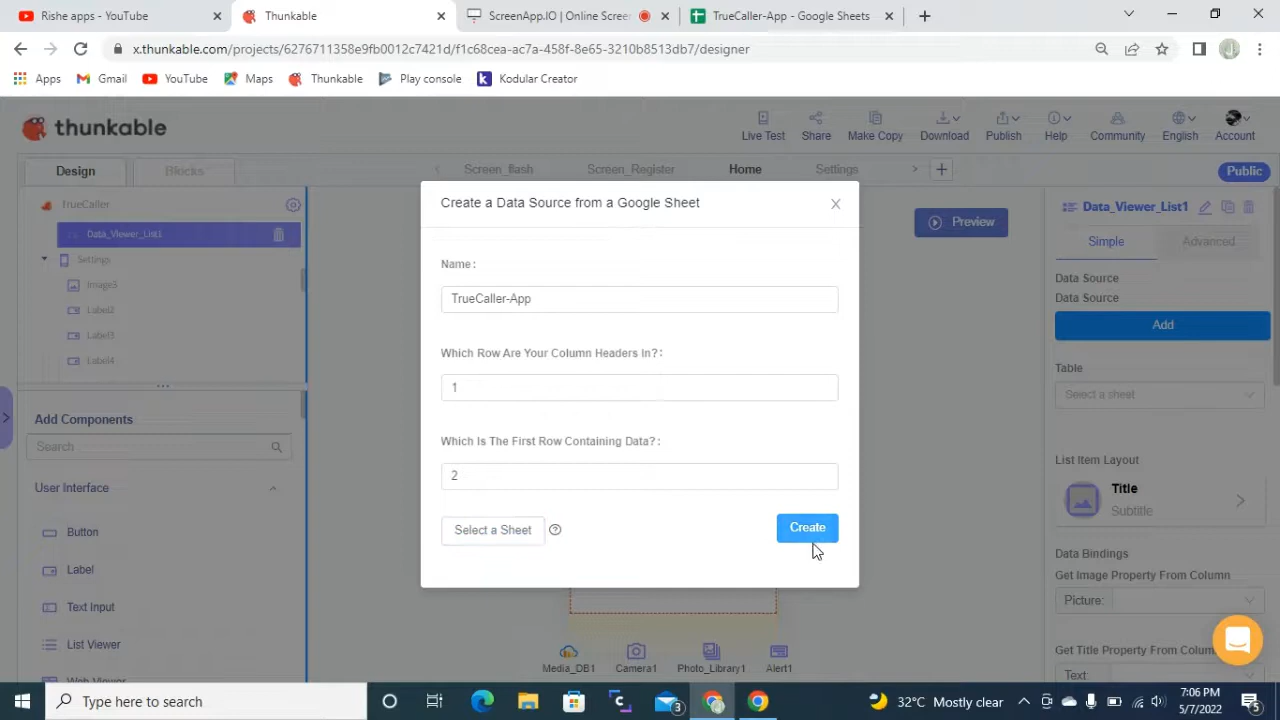 Rishe apps - YouTube
Thunkable
ScreenApp.IO | Online Screen
TrueCaller-App - Google Sheets
x.thunkable.com/projects/6276711358e9fb0012c7421d/f1c68cea-ac7a-458f-8e65-3210b8513db7/designer
Apps
Gmail
YouTube
Maps
Thunkable
Play console
Kodular Creator
thunkable
Live Test
Share
Make Copy
Download
Publish
Help
Community
English
Account
Design
Blocks
Screen_flash
Screen_Register
Home
Settings
Public
TrueCaller
Data_Viewer_List1
Settings
Image3
Label2
Label3
Label4
Add Components
Search
User Interface
Button
Label
Text Input
List Viewer
Web Viewer
Create a Data Source from a Google Sheet
Name:
TrueCaller-App
Which Row Are Your Column Headers In?:
1
Which Is The First Row Containing Data?:
2
Select a Sheet
Create
Preview
Media_DB1
Camera1
Photo_Library1
Alert1
Data_Viewer_List1
Simple
Advanced
Data Source
Data Source
Add
Table
Select a sheet
List Item Layout
Title
Subtitle
Data Bindings
Get Image Property From Column
Picture:
Get Title Property From Colum
Text:
Type here to search
3
32°C Mostly clear
7:06 PM
5/7/2022
5